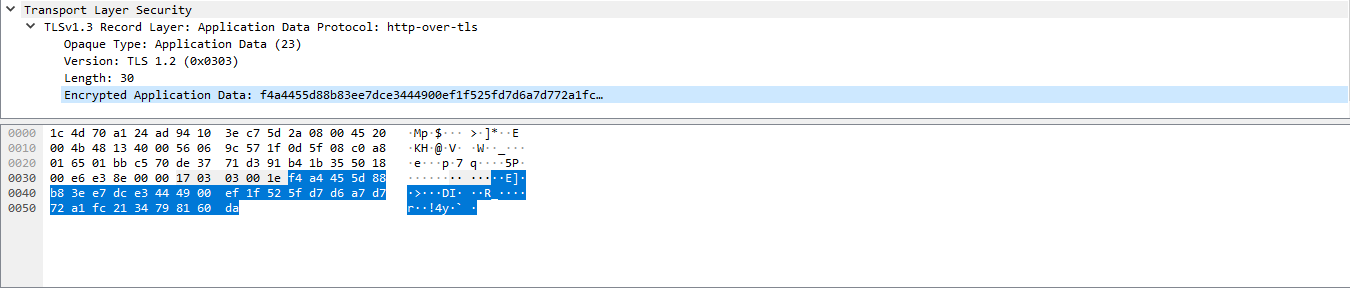 Transport Layer Security
TLSv1.3 Record Layer: Application Data Protocol: http-over-tls
Opaque Type: Application Data (23)
Version: TLS 1.2 (0x0303)
Length: 30
Encrypted Application Data: f4a4455d88b83ee7dce3444900ef1f525fd7d6a7d772a1fc…
0000 1c 4d 70 a1 24 ad 94 10 3e c7 5d 2a 08 00 45 20 ·Mp·$··· >·]*··E
0010 00 4b 48 13 40 00 56 06 9c 57 1f 0d 5f 08 c0 a8 ·KH·@·V· ·W··_···
0020 01 65 01 bb c5 70 de 37 71 d3 91 b4 1b 35 50 18 ·e···p·7 q····5P·
0030 00 e6 e3 8e 00 00 17 03 03 00 1e f4 a4 45 5d 88 ········ ·····E]·
0040 b8 3e e7 dc e3 44 49 00 ef 1f 52 5f d7 d6 a7 d7 ·>···DI· ··R_····
0050 72 a1 fc 21 34 79 81 60 da r··!4y·` ·